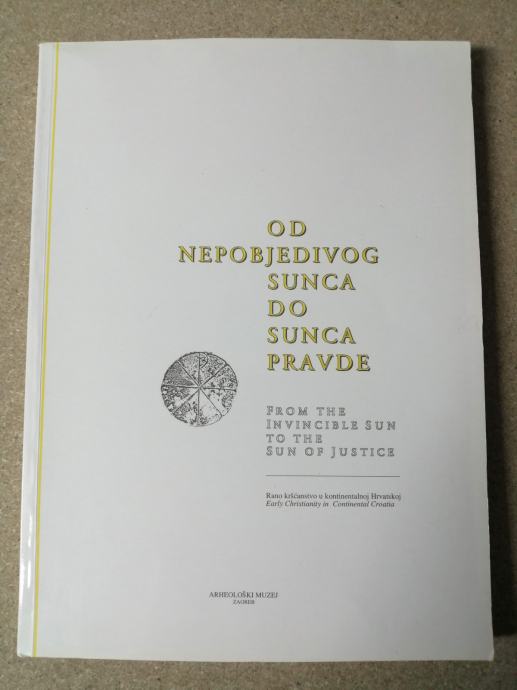 OD
NEPOBJEDIVOG
SUNCA
DO
SUNCA
PRAVDE
FROM THE
INVINCIBLE SUN
TO THE
SUN OF JUSTICE
Rano kršćanstvo u kontinentalnoj Hrvatskoj
Early Christianity in Continental Croatia
ARHEOLOŠKI MUZEJ
ZAGREB